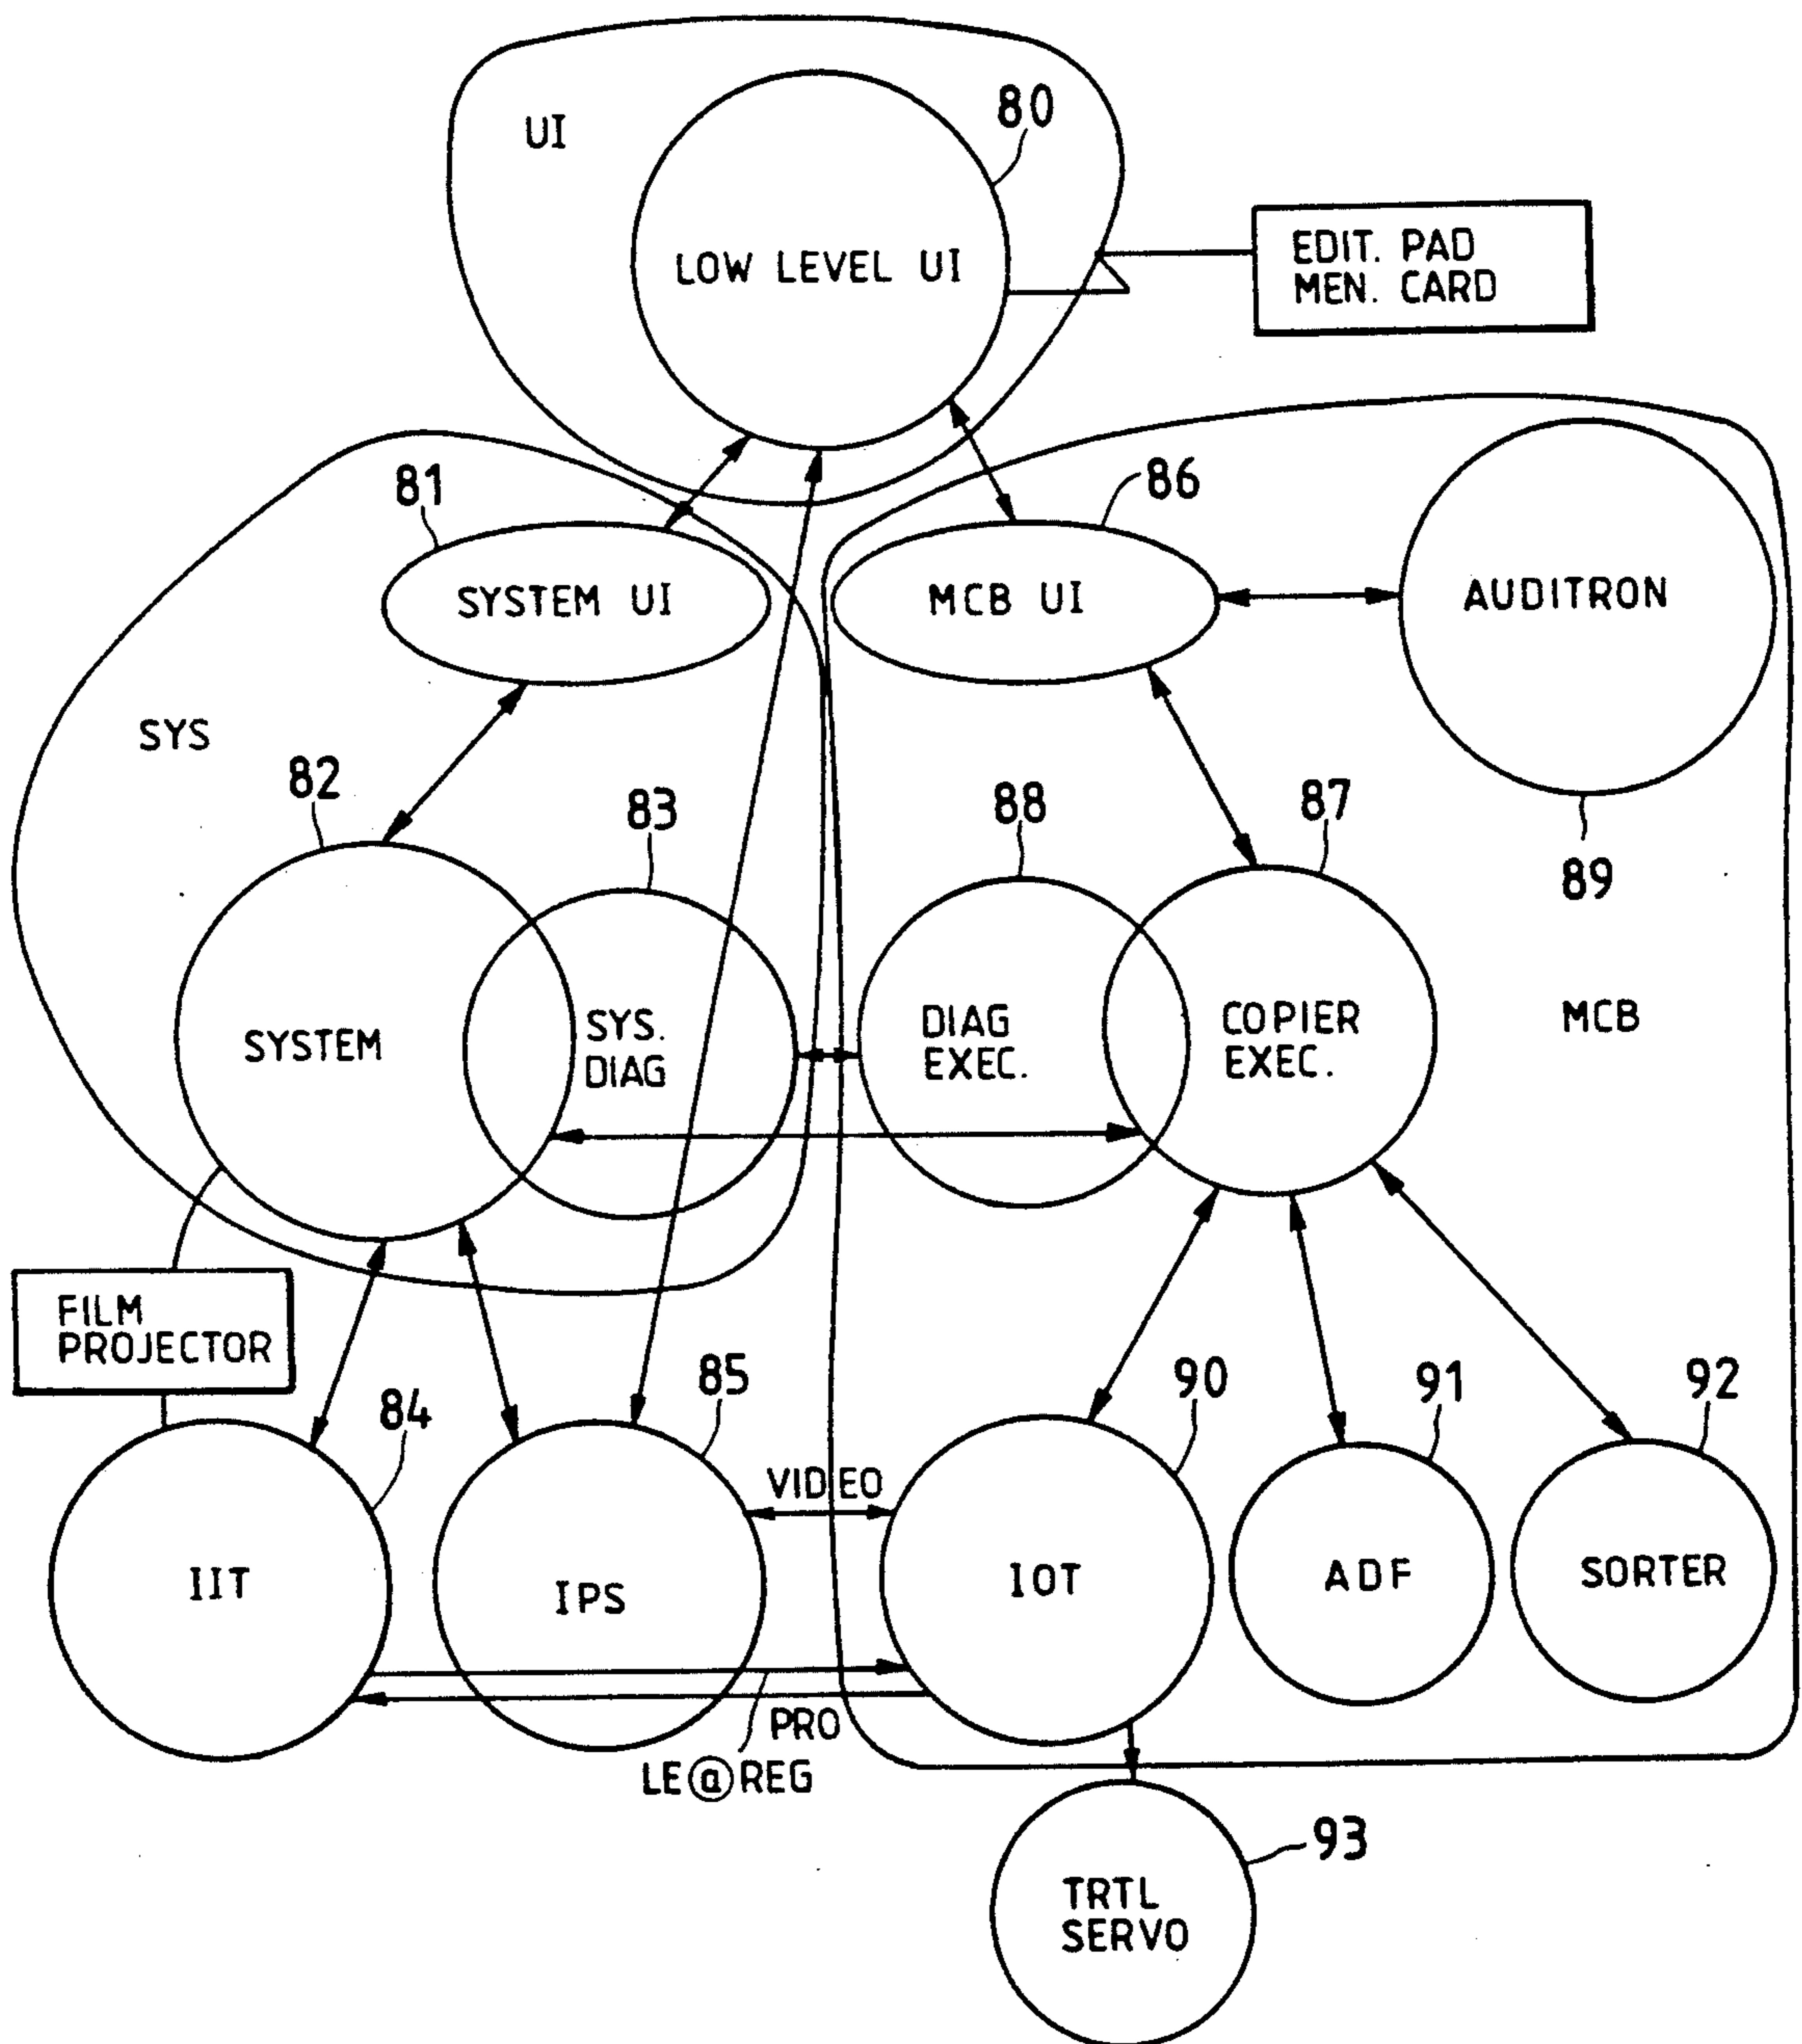 80
UI
LOW LEVEL UI
EDIT. PAD
MEN. CARD
81
86
SYSTEM UI
MCB UI
AUDITRON
SYS
82
83
88
87
89
SYSTEM
SYS.
DIAG
DIAG
EXEC.
COPIER
EXEC.
MCB
FILM
PROJECTOR
84
85
90
91
92
VIDEO
IIT
IPS
IOT
ADF
SORTER
PRO
LE@REG
93
TRTL
SERVO